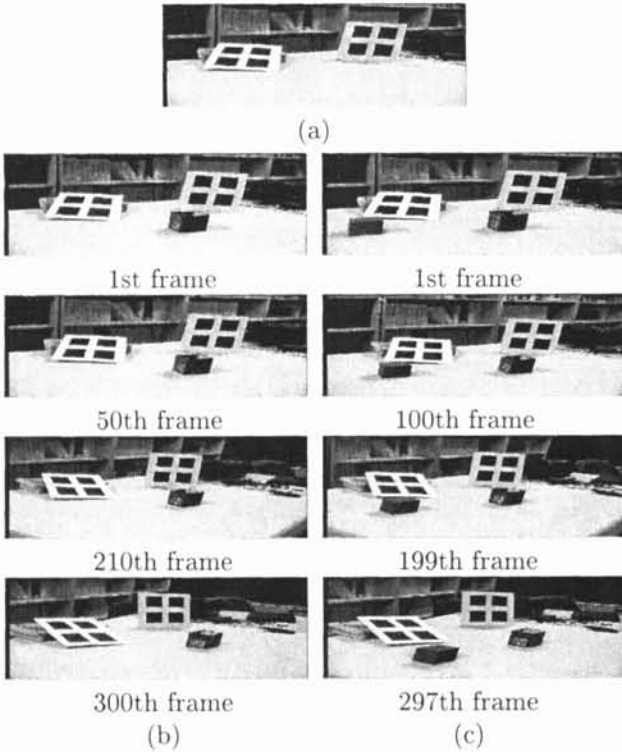 (a)
1st frame 1st frame
50th frame 100th frame
210th frame 199th frame
300th frame 297th frame
(b) (c)